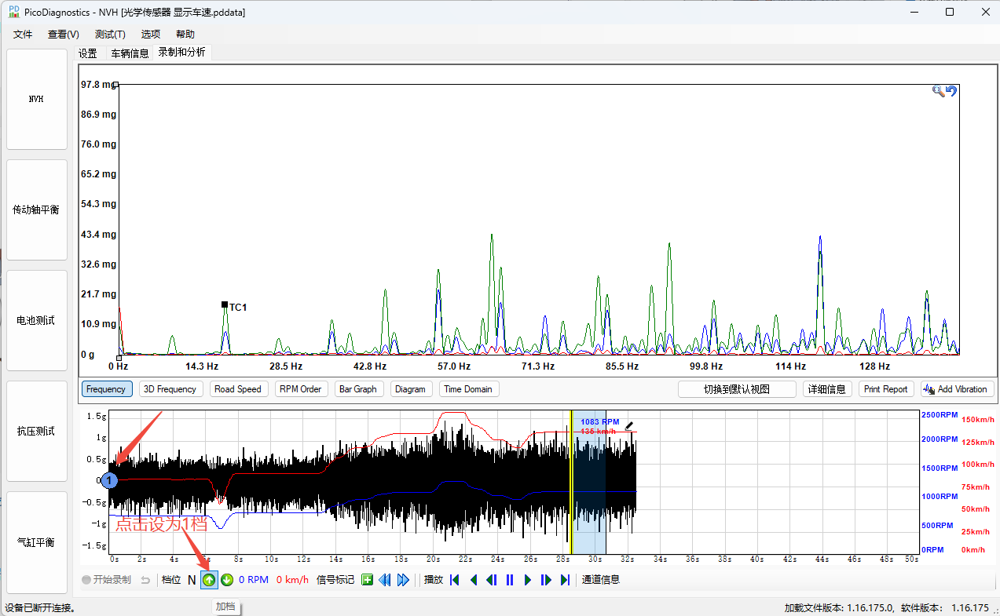 PicoDiagnostics - NVH [光学传感器 显示车速.pddata]
文件 查看(V) 测试(T) 选项 帮助
设置 车辆信息 录制和分析
NVH
传动轴平衡
电池测试
抗压测试
气缸平衡
97.8 mg
86.9 mg
76.0 mg
65.2 mg
54.3 mg
43.4 mg
32.6 mg
21.7 mg
10.9 mg
0 g
TC1
0 Hz 14.3 Hz 28.5 Hz 42.8 Hz 57.0 Hz 71.3 Hz 85.5 Hz 99.8 Hz 114 Hz 128 Hz
Frequency 3D Frequency Road Speed RPM Order Bar Graph Diagram Time Domain 切换到默认视图 详细信息 Print Report Add Vibration
1.5g
1g
0.5g
0
-0.5g
-1g
-1.5g
1
1083 RPM
136 km/h
点击设为1档
2500RPM
2000RPM
1500RPM
1000RPM
500RPM
0RPM
150km/h
125km/h
100km/h
75km/h
50km/h
25km/h
0km/h
0s 2s 4s 6s 8s 10s 12s 14s 16s 18s 20s 22s 24s 26s 28s 30s 32s 34s 36s 38s 40s 42s 44s 46s 48s 50s
开始录制 档位 N 0 RPM 0 km/h 信号标记 播放 通道信息
加档
设备已断开连接。 加载文件版本: 1.16.175.0, 软件版本: 1.16.175